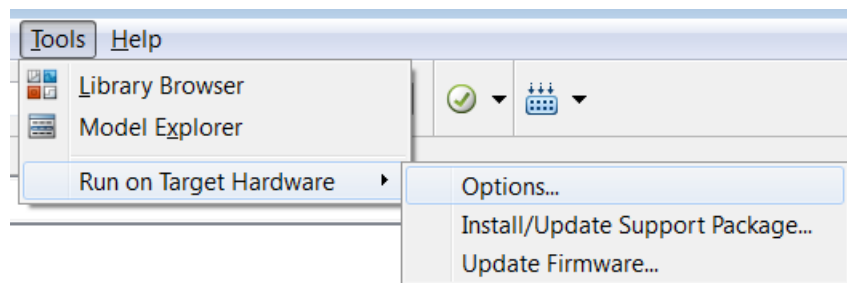 Tools Help
Library Browser
Model Explorer
Run on Target Hardware
Options...
Install/Update Support Package...
Update Firmware...